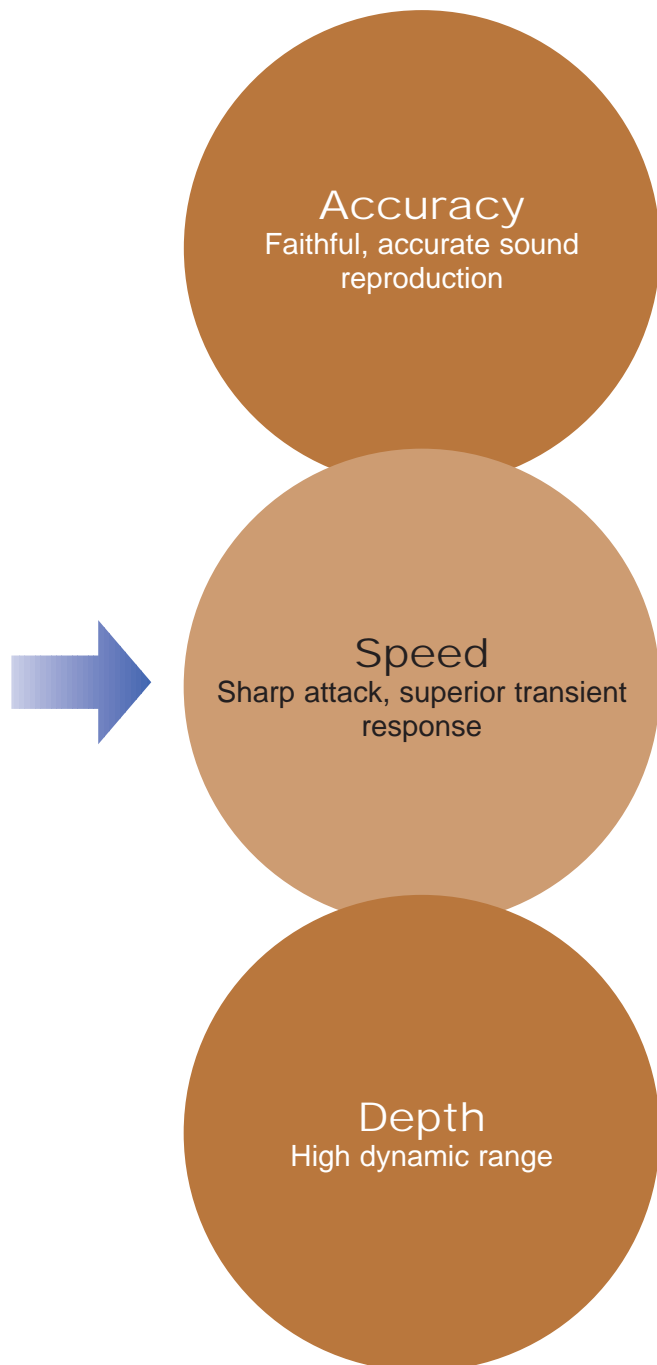 Accuracy
Faithful, accurate sound
reproduction
Speed
Sharp attack, superior transient
response
Depth
High dynamic range